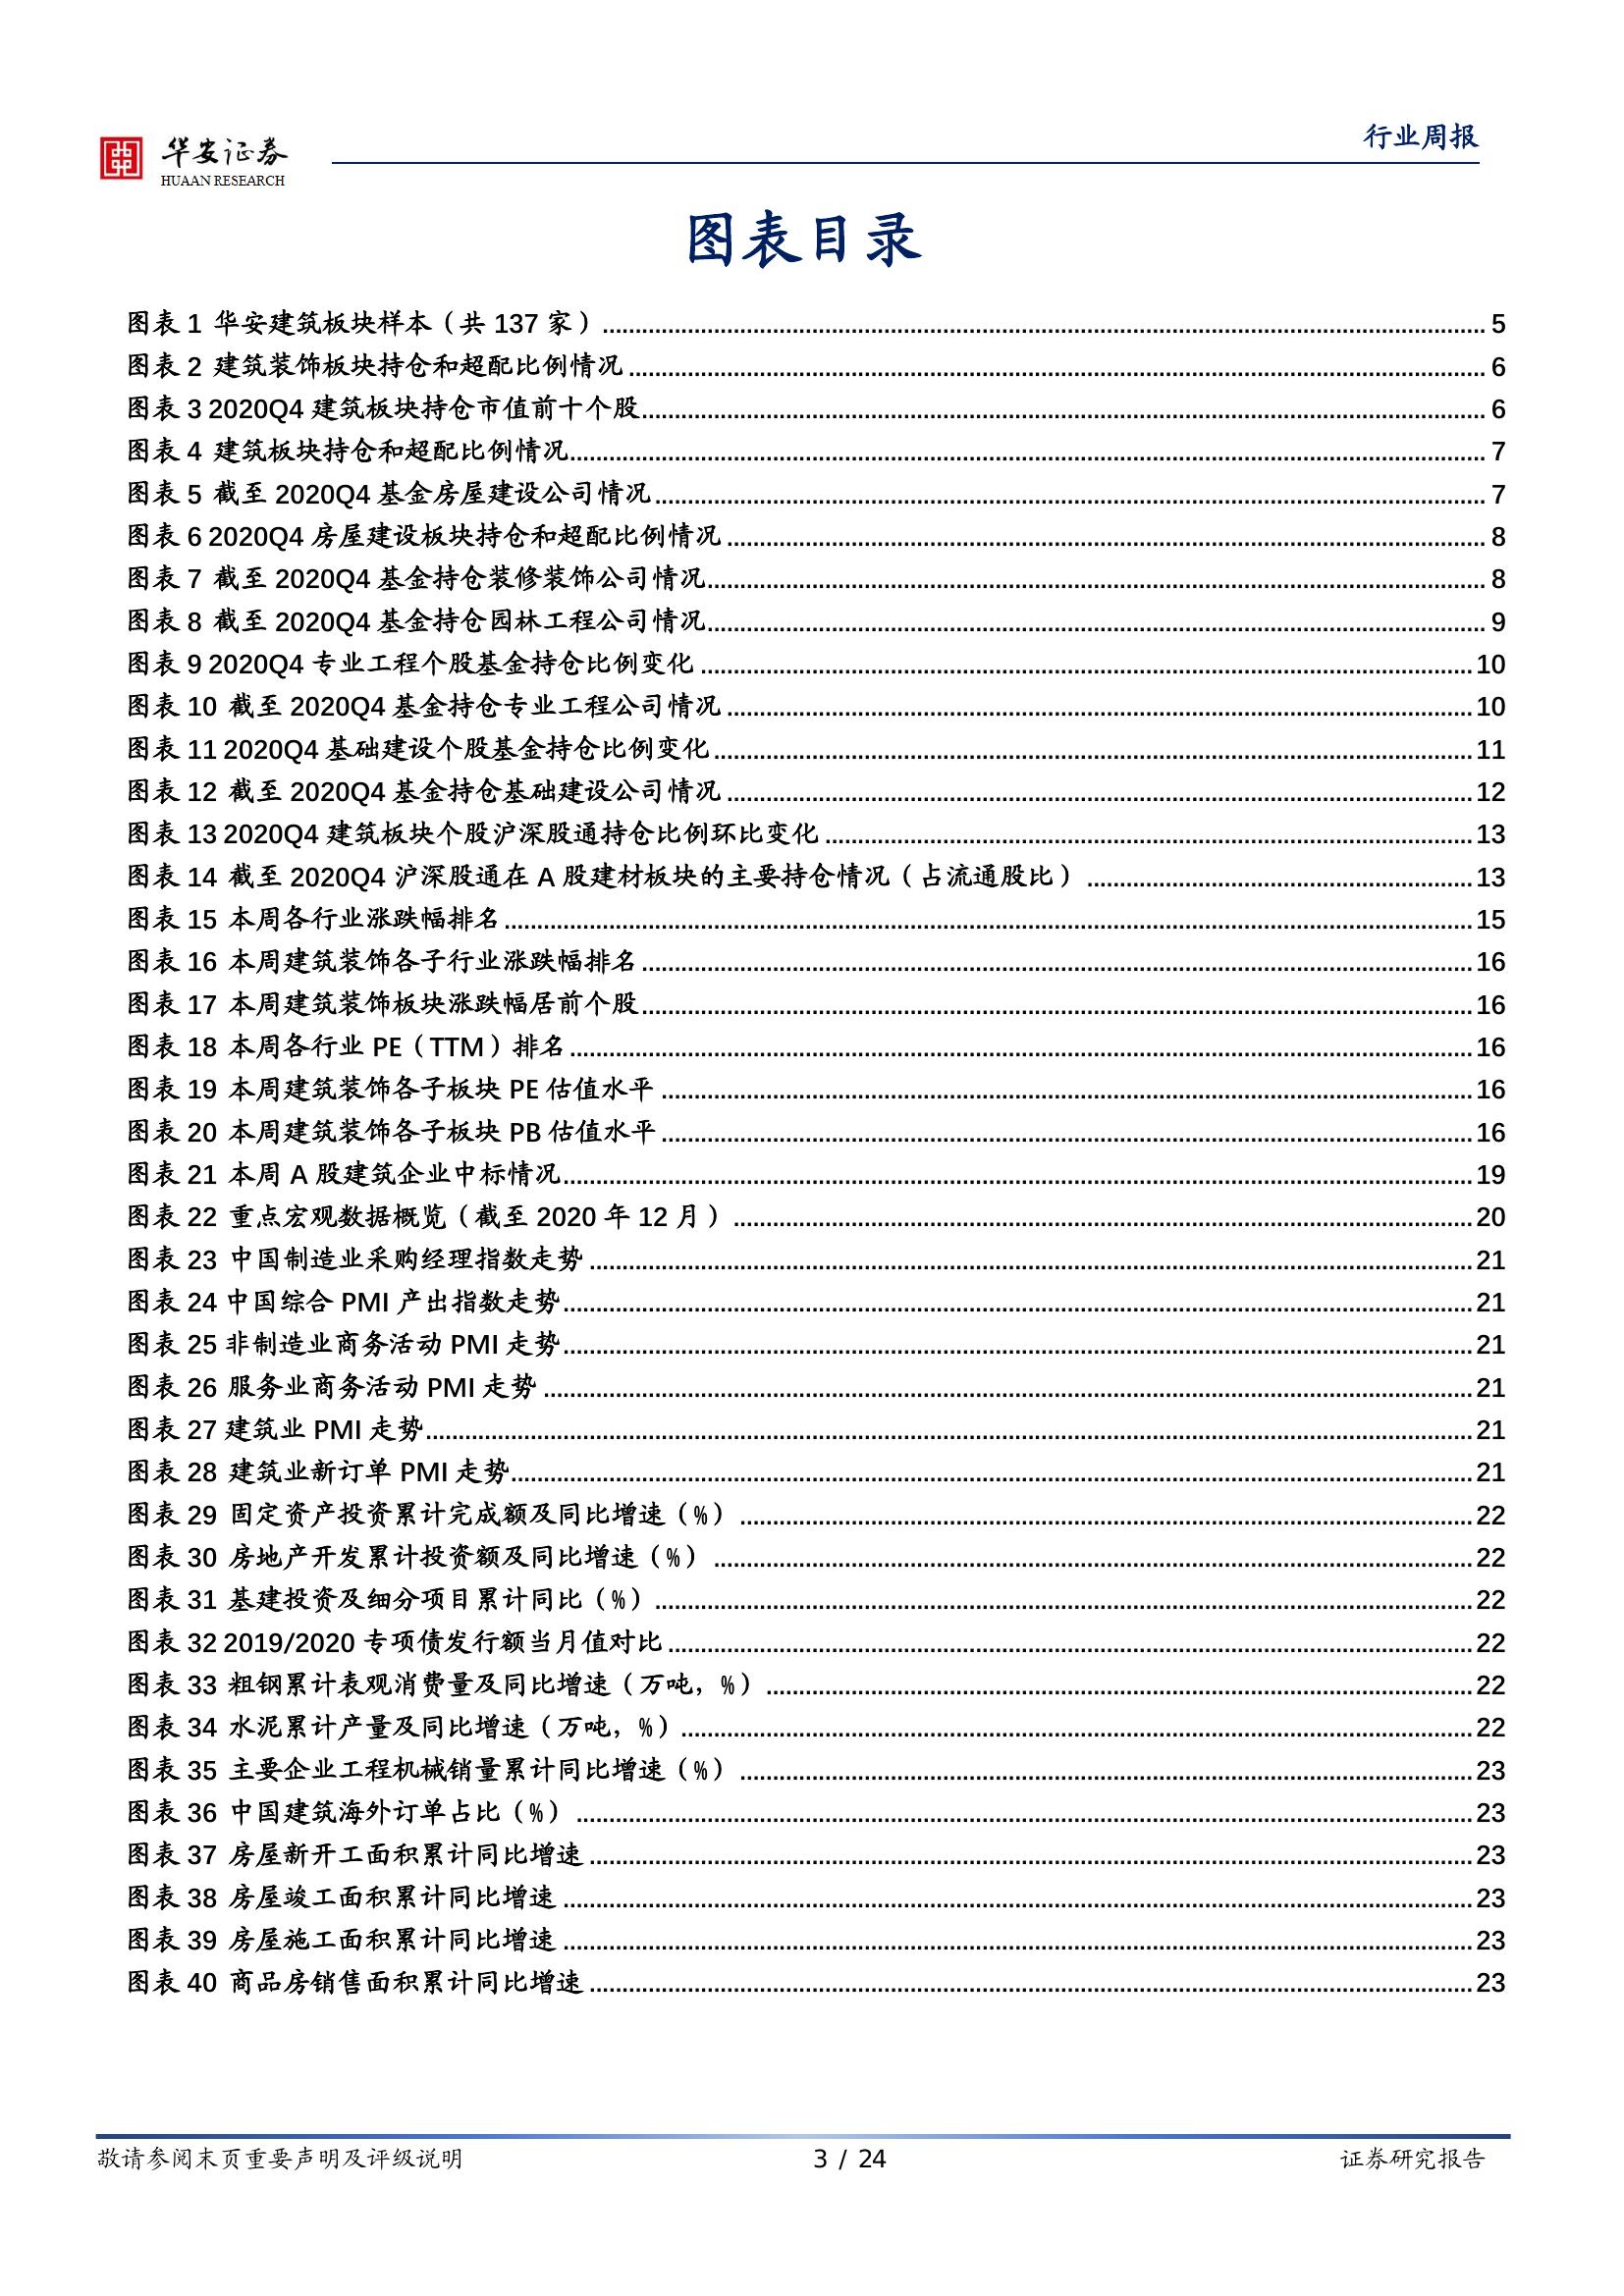 华安证券
HUAAN RESEARCH
行业周报
图表目录
图表 1 华安建筑板块样本（共 137 家）........ 5
图表 2 建筑装饰板块持仓和超配比例情况........ 6
图表 3 2020Q4 建筑板块持仓市值前十个股........ 6
图表 4 建筑板块持仓和超配比例情况........ 7
图表 5 截至 2020Q4 基金房屋建设公司情况........ 7
图表 6 2020Q4 房屋建设板块持仓和超配比例情况........ 8
图表 7 截至 2020Q4 基金持仓装修装饰公司情况........ 8
图表 8 截至 2020Q4 基金持仓园林工程公司情况........ 9
图表 9 2020Q4 专业工程个股基金持仓比例变化........ 10
图表 10 截至 2020Q4 基金持仓专业工程公司情况........ 10
图表 11 2020Q4 基础建设个股基金持仓比例变化........ 11
图表 12 截至 2020Q4 基金持仓基础建设公司情况........ 12
图表 13 2020Q4 建筑板块个股沪深股通持仓比例环比变化........ 13
图表 14 截至 2020Q4 沪深股通在 A 股建材板块的主要持仓情况（占流通股比）........ 13
图表 15 本周各行业涨跌幅排名........ 15
图表 16 本周建筑装饰各子行业涨跌幅排名........ 16
图表 17 本周建筑装饰板块涨跌幅居前个股........ 16
图表 18 本周各行业 PE（TTM）排名........ 16
图表 19 本周建筑装饰各子板块 PE 估值水平........ 16
图表 20 本周建筑装饰各子板块 PB 估值水平........ 16
图表 21 本周 A 股建筑企业中标情况........ 19
图表 22 重点宏观数据概览（截至 2020 年 12 月）........ 20
图表 23 中国制造业采购经理指数走势........ 21
图表 24 中国综合 PMI 产出指数走势........ 21
图表 25 非制造业商务活动 PMI 走势........ 21
图表 26 服务业商务活动 PMI 走势........ 21
图表 27 建筑业 PMI 走势........ 21
图表 28 建筑业新订单 PMI 走势........ 21
图表 29 固定资产投资累计完成额及同比增速（%）........ 22
图表 30 房地产开发累计投资额及同比增速（%）........ 22
图表 31 基建投资及细分项目累计同比（%）........ 22
图表 32 2019/2020 专项债发行额当月值对比........ 22
图表 33 粗钢累计表观消费量及同比增速（万吨，%）........ 22
图表 34 水泥累计产量及同比增速（万吨，%）........ 22
图表 35 主要企业工程机械销量累计同比增速（%）........ 23
图表 36 中国建筑海外订单占比（%）........ 23
图表 37 房屋新开工面积累计同比增速........ 23
图表 38 房屋竣工面积累计同比增速........ 23
图表 39 房屋施工面积累计同比增速........ 23
图表 40 商品房销售面积累计同比增速........ 23
敬请参阅末页重要声明及评级说明
3 / 24
证券研究报告